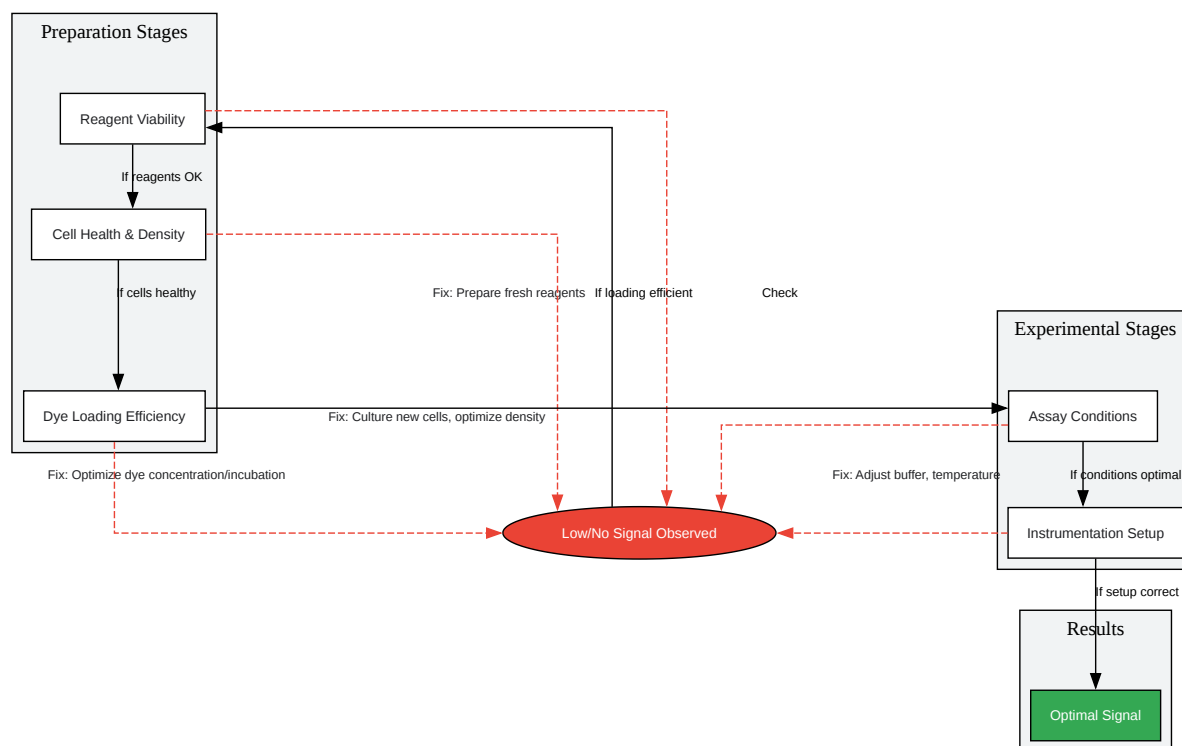 Preparation Stages
Reagent Viability
If reagents OK
Cell Health & Density
If cells healthy
Fix: Prepare fresh reagents
If loading efficient
Check
Experimental Stages
Dye Loading Efficiency
Fix: Culture new cells, optimize density
Assay Conditions
Fix: Optimize dye concentration/incubation
Fix: Adjust buffer, temperature
If conditions optimal
Low/No Signal Observed
Instrumentation Setup
If setup correct
Results
Optimal Signal